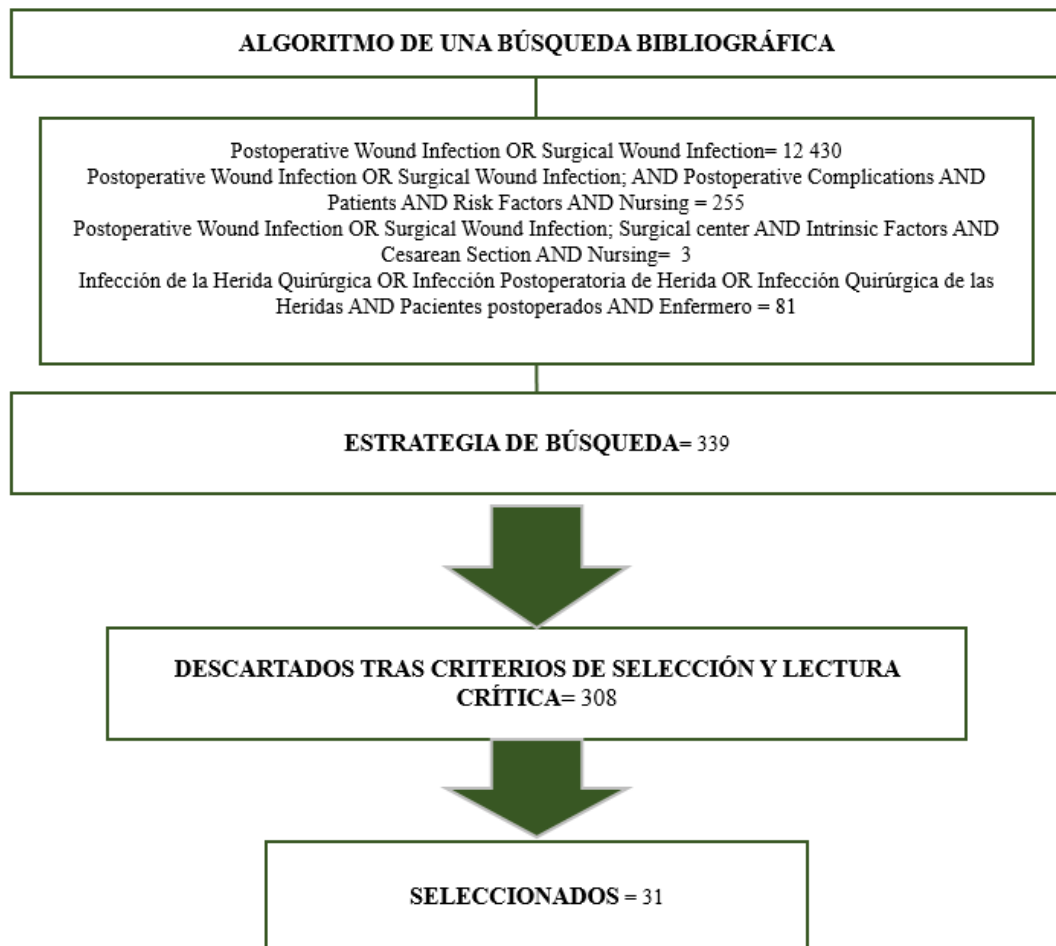 ALGORITMO DE UNA BÚSQUEDA BIBLIOGRÁFICA
Postoperative Wound Infection OR Surgical Wound Infection= 12 430
Postoperative Wound Infection OR Surgical Wound Infection; AND Postoperative Complications AND
Patients AND Risk Factors AND Nursing = 255
Postoperative Wound Infection OR Surgical Wound Infection; Surgical center AND Intrinsic Factors AND
Cesarean Section AND Nursing= 3
Infección de la Herida Quirúrgica OR Infección Postoperatoria de Herida OR Infección Quirúrgica de las
Heridas AND Pacientes postoperados AND Enfermero = 81
ESTRATEGIA DE BÚSQUEDA= 339
DESCARTADOS TRAS CRITERIOS DE SELECCIÓN Y LECTURA
CRÍTICA= 308
SELECCIONADOS = 31